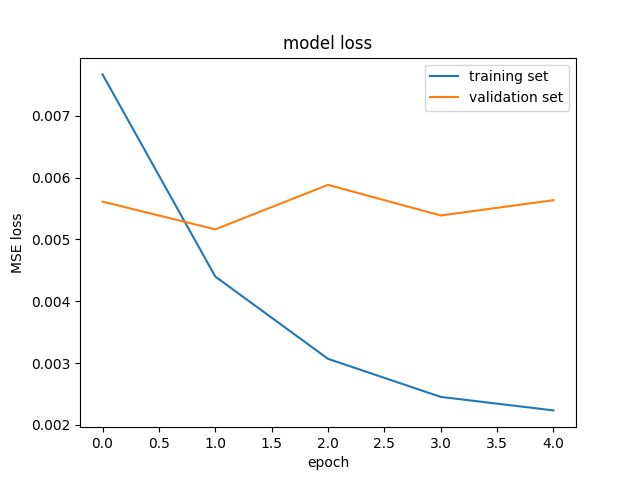 model loss
training set
validation set
0.007
0.006
0.005
0.004
0.003
0.002
MSE loss
0.0 0.5 1.0 1.5 2.0 2.5 3.0 3.5 4.0
epoch